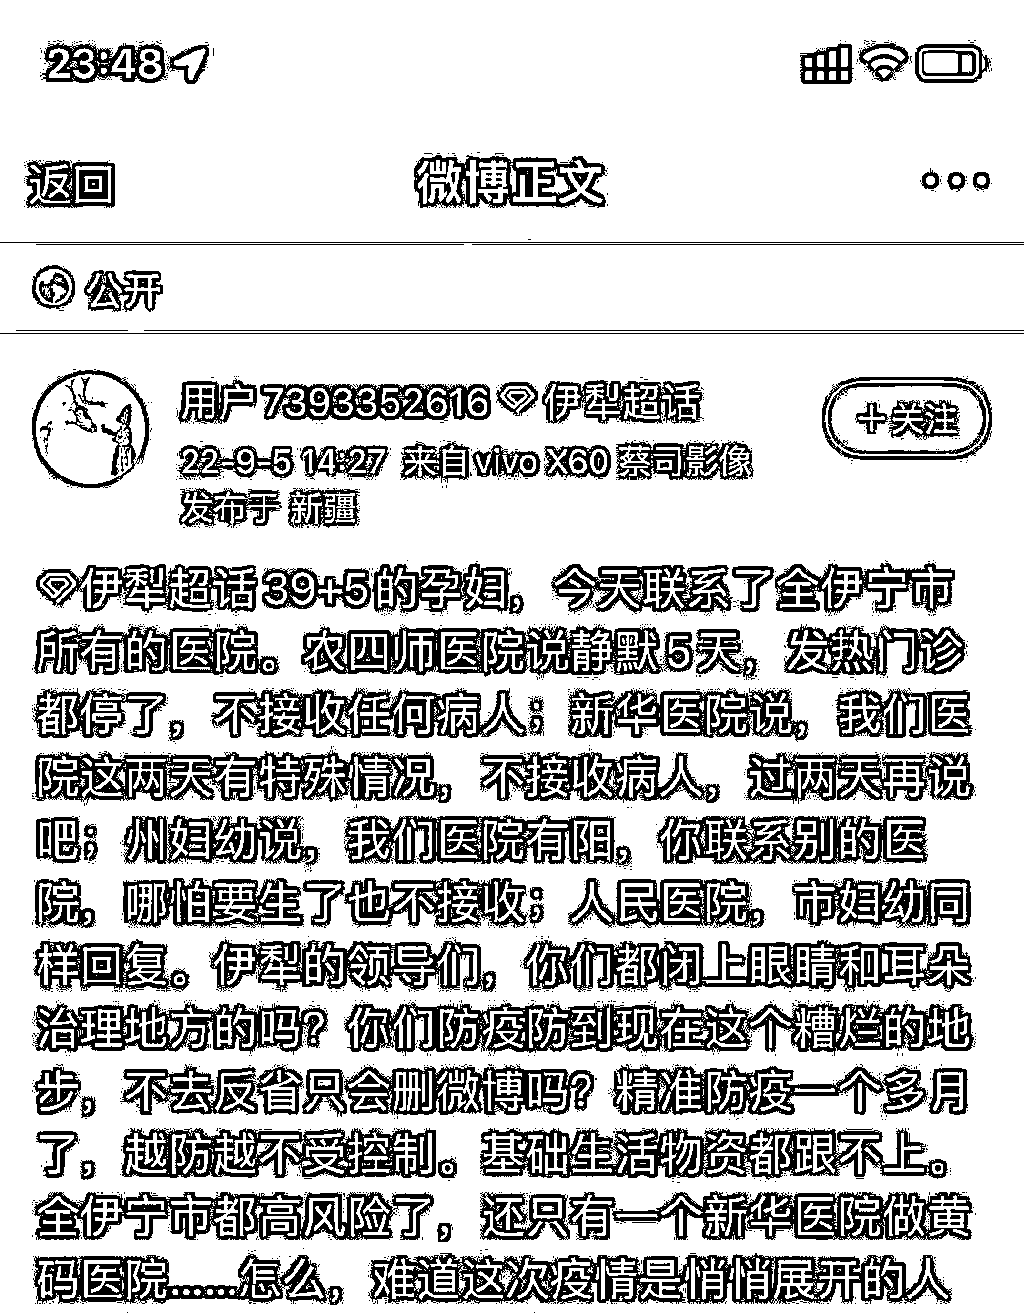 23:48
返回 微博正文
公开
用户7393352616 伊犁超话
+关注
22-9-5 14:27 来自vivo X60 蔡司影像
发布于 新疆
伊犁超话39+5的孕妇，今天联系了全伊宁市
所有的医院。农四师医院说静默5天，发热门诊
都停了，不接收任何病人；新华医院说，我们医
院这两天有特殊情况，不接收病人，过两天再说
吧；州妇幼说，我们医院有阳，你联系别的医
院，哪怕要生了也不接收；人民医院，市妇幼同
样回复。伊犁的领导们，你们都闭上眼睛和耳朵
治理地方的吗？你们防疫防到现在这个糟烂的地
步，不去反省只会删微博吗？精准防疫一个多月
了，越防越不受控制。基础生活物资都跟不上。
全伊宁市都高风险了，还只有一个新华医院做黄
码医院......怎么，难道这次疫情是悄悄展开的人